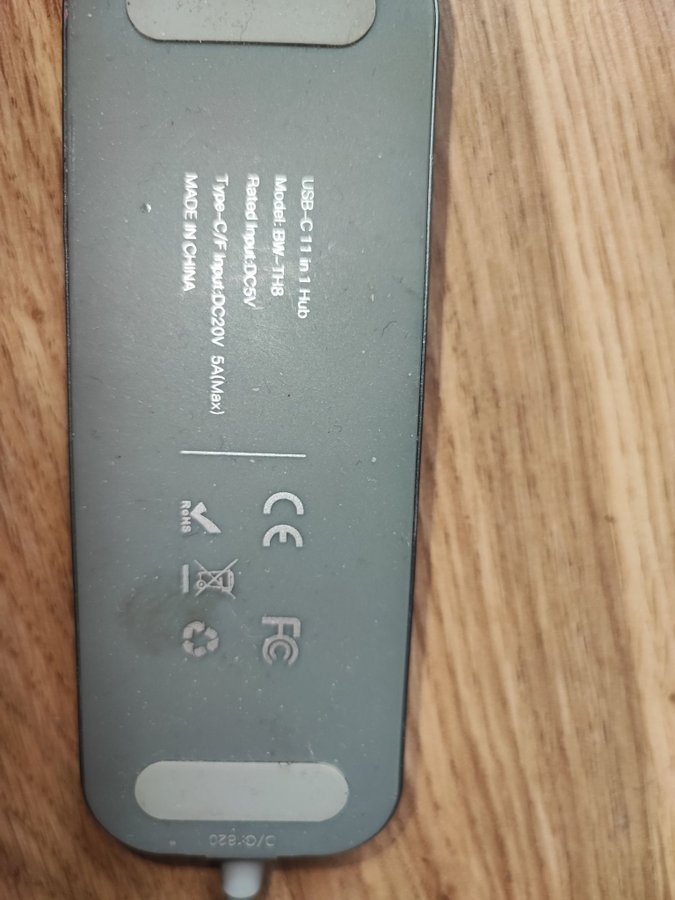 USB-C 11 in 1 Hub
Model: BW-TH8
Rated Input:DC5V
Type-C/F Input:DC20V 5A(Max)
MADE IN CHINA
CE
FC
RoHS